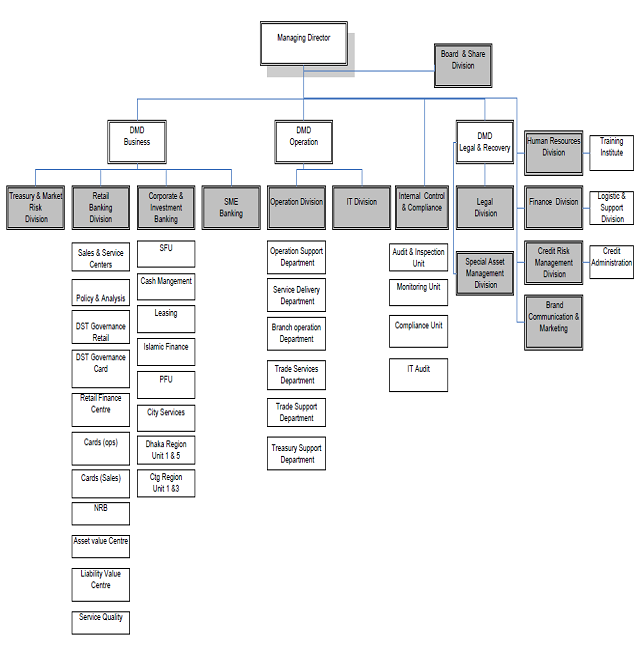 Managing Director
Board & Share
Division
DMD
Business
DMD
Operation
DMD
Legal & Recovery
Human Resources
Division
Training
Institute
Treasury & Market
Risk
Division
Retail
Banking
Division
Corporate &
Investment
Banking
SME
Banking
Operation Division
IT Division
Internal Control
& Compliance
Legal
Division
Finance Division
Logistic &
Support
Division
Sales & Service
Centers
Policy & Analysis
DST Governance
Retail
DST Governance
Card
Retail Finance
Centre
Cards (ops)
Cards (Sales)
NRB
Asset value Centre
Liability Value
Centre
Service Quality
SFU
Cash Mangement
Leasing
Islamic Finance
PFU
City Services
Dhaka Region
Unit 1 & 5
Ctg Region
Unit 1 &3
Operation Support
Department
Service Delivery
Department
Branch operation
Department
Trade Services
Department
Trade Support
Department
Treasury Support
Department
Audit & Inspection
Unit
Monitoring Unit
Compliance Unit
IT Audit
Special Asset
Management
Division
Credit Risk
Management
Division
Credit
Administration
Brand
Communication &
Marketing